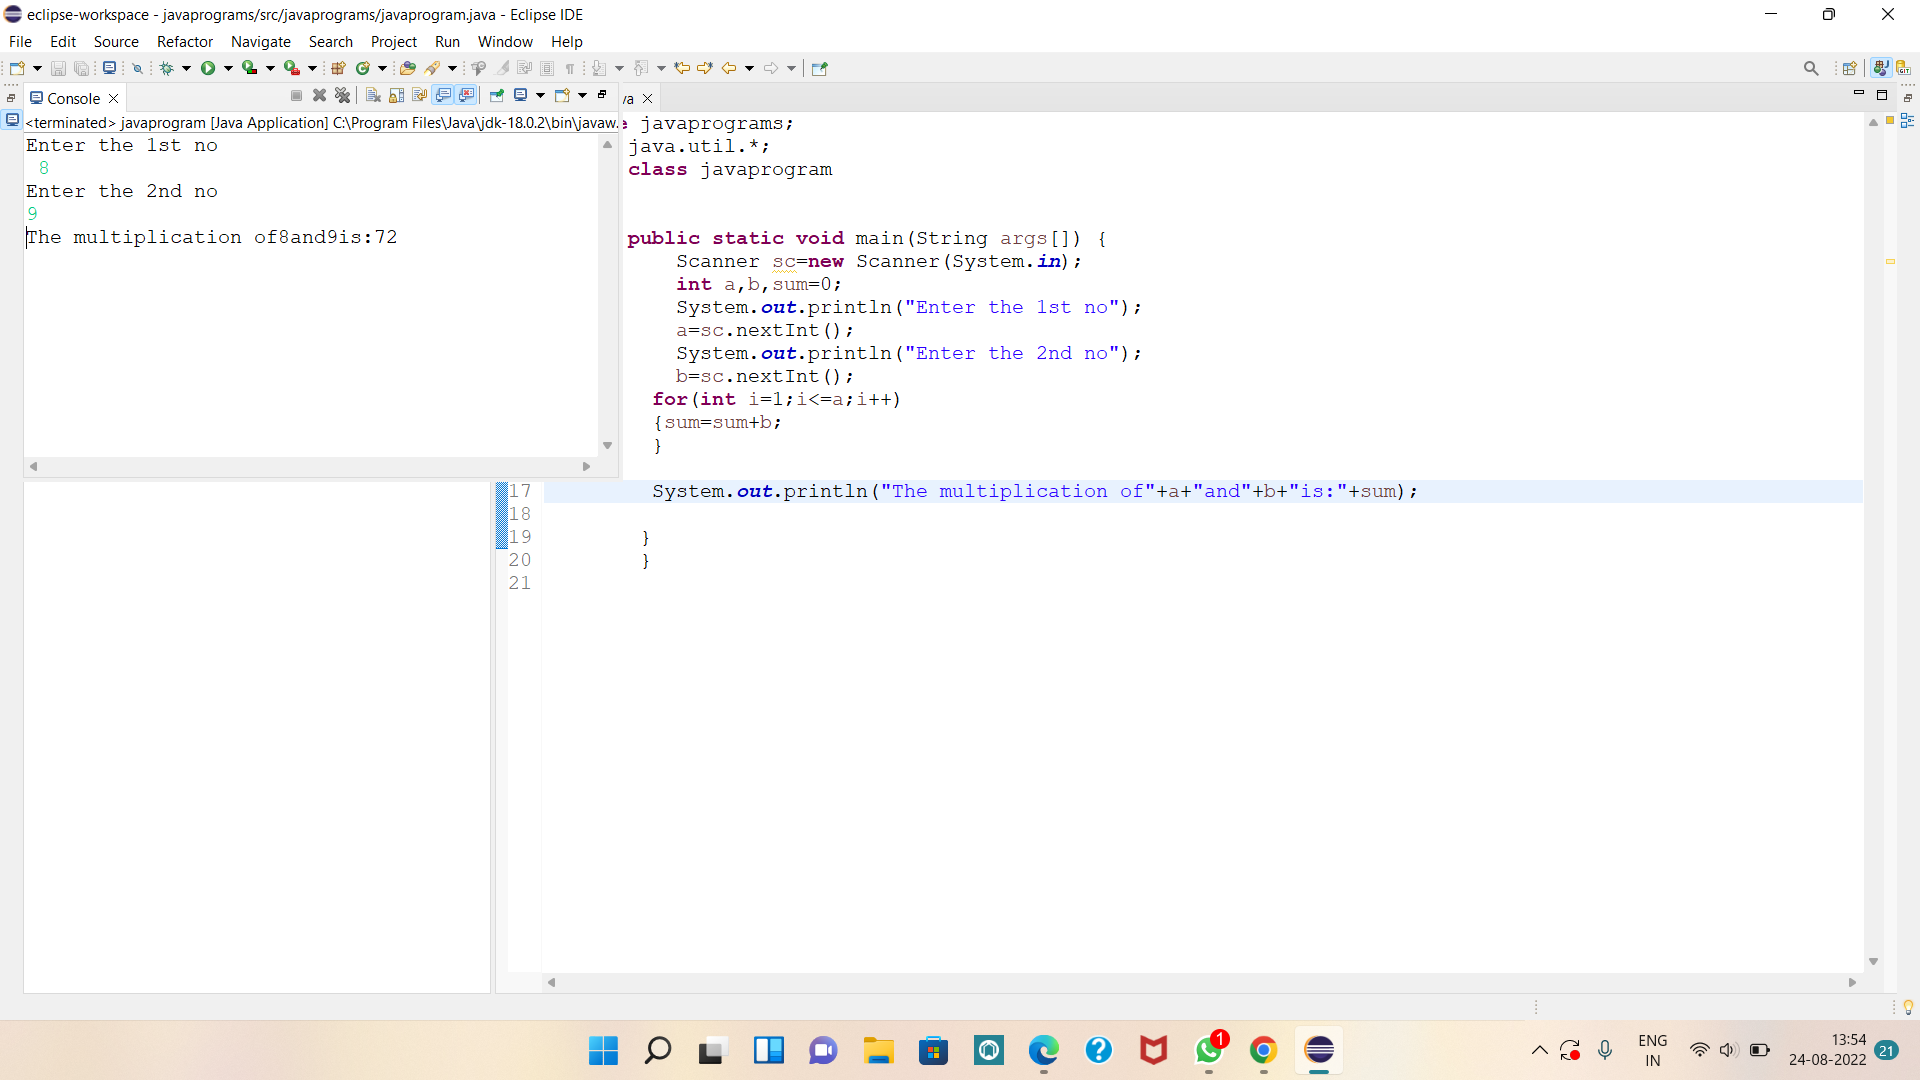 eclipse-workspace - javaprograms/src/javaprograms/javaprogram.java - Eclipse IDE
File Edit Source Refactor Navigate Search Project Run Window Help
Console
va
<terminated> javaprogram [Java Application] C:\Program Files\Java\jdk-18.0.2\bin\javaw.
Enter the 1st no
8
Enter the 2nd no
9
The multiplication of8and9is:72
e javaprograms;
java.util.*;
class javaprogram
public static void main(String args[]) {
Scanner sc=new Scanner(System.in);
int a,b,sum=0;
System.out.println("Enter the 1st no");
a=sc.nextInt();
System.out.println("Enter the 2nd no");
b=sc.nextInt();
for(int i=1;i<=a;i++)
{sum=sum+b;
}
17 System.out.println("The multiplication of"+a+"and"+b+"is:"+sum);
18
19 }
20 }
21
1
ENG
IN
13:54
24-08-2022
21